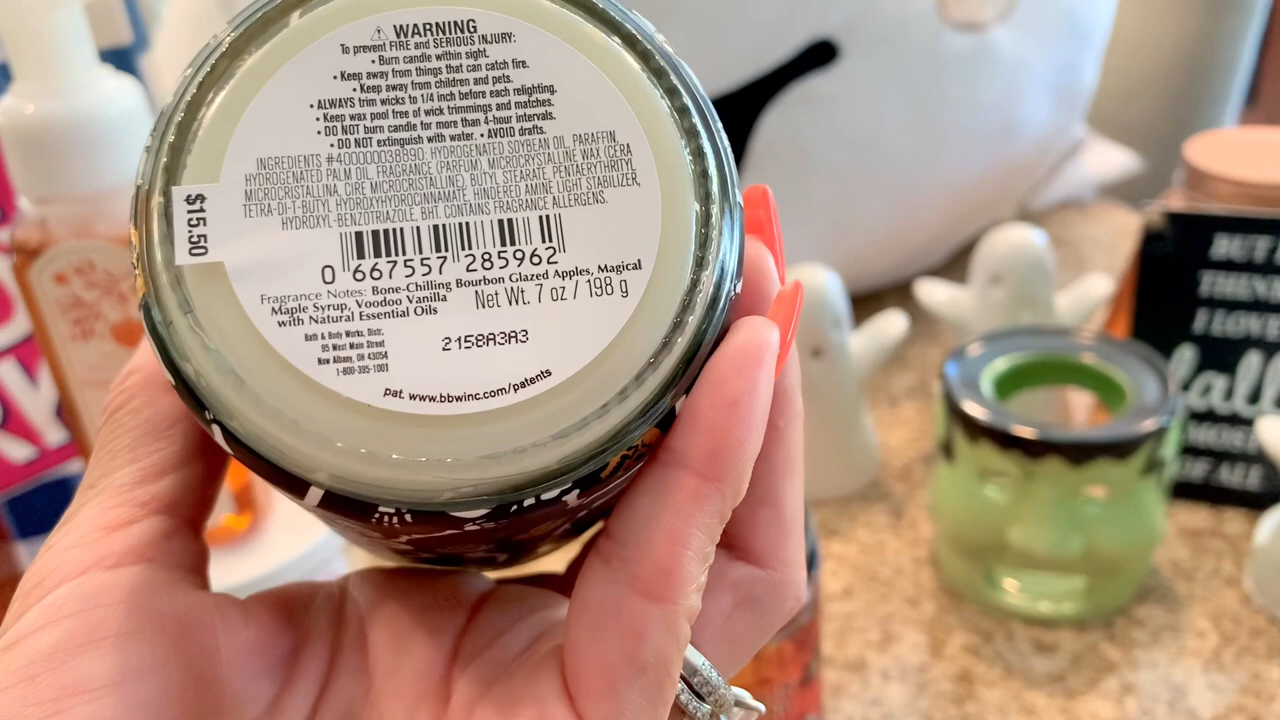 WARNING
To prevent FIRE and SERIOUS INJURY:
• Burn candle within sight.
• Keep away from things that can catch fire.
• Keep away from children and pets.
• ALWAYS trim wicks to 1/4 inch before each relighting.
• Keep wax pool free of wick trimmings and matches.
• DO NOT burn candle for more than 4-hour intervals.
• DO NOT extinguish with water. • AVOID drafts.
INGREDIENTS #400000038890: HYDROGENATED SOYBEAN OIL, PARAFFIN,
HYDROGENATED PALM OIL, FRAGRANCE (PARFUM), MICROCRYSTALLINE WAX (CERA
MICROCRISTALLINA, CIRE MICROCRISTALLINE), BUTYL STEARATE, PENTAERYTHRITYL
TETRA-DI-T-BUTYL HYDROXYHYDROCINNAMATE, HINDERED AMINE LIGHT STABILIZER,
HYDROXYL-BENZOTRIAZOLE, BHT. CONTAINS FRAGRANCE ALLERGENS.
$15.50
0 667557 285962
Fragrance Notes: Bone-Chilling Bourbon Glazed Apples, Magical
Maple Syrup, Voodoo Vanilla
with Natural Essential Oils
Net Wt. 7 oz / 198 g
Bath & Body Works, Distr.
95 West Main Street
New Albany, OH 43054
1-800-395-1001
2158A3A3
pat. www.bbwinc.com/patents
BUT
I LOVE
fall
MOST
OF ALL